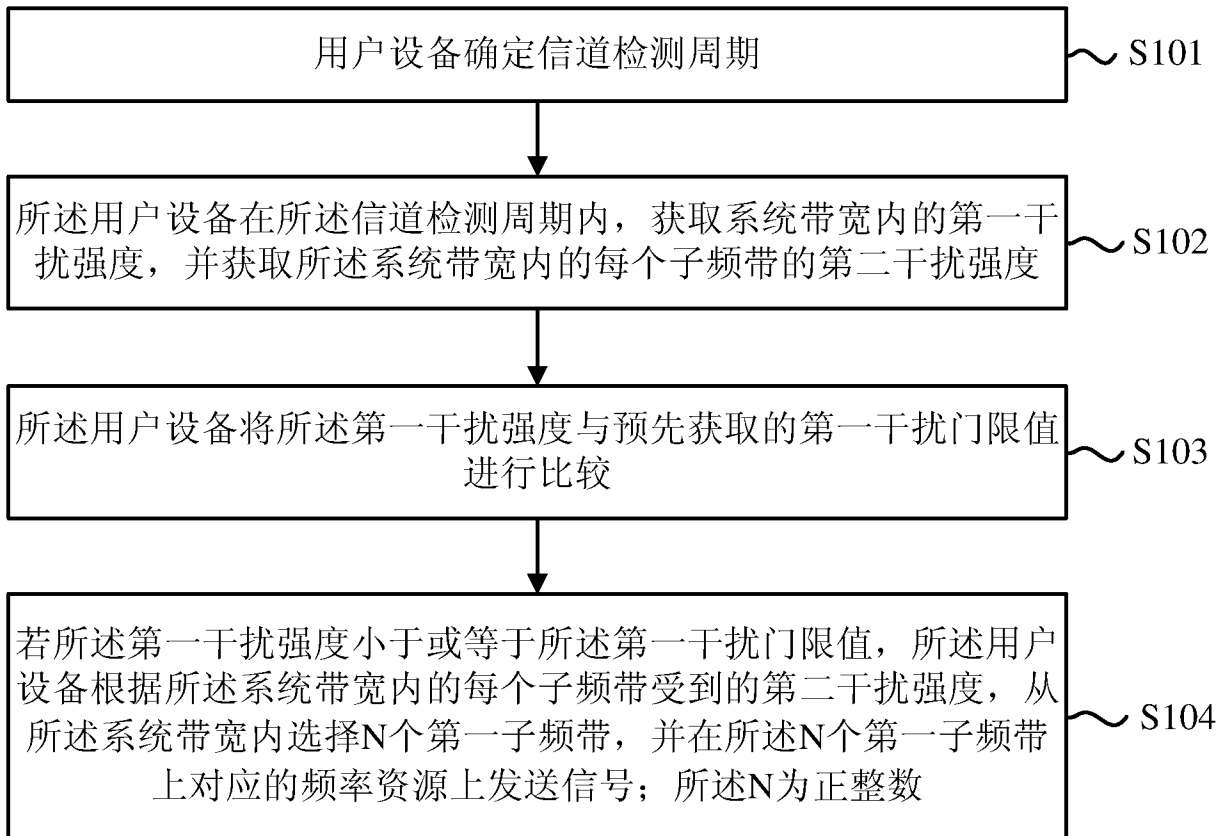 用户设备确定信道检测周期
S101
所述用户设备在所述信道检测周期内，获取系统带宽内的第一干
扰强度，并获取所述系统带宽内的每个子频带的第二干扰强度
S102
所述用户设备将所述第一干扰强度与预先获取的第一干扰门限值
进行比较
S103
若所述第一干扰强度小于或等于所述第一干扰门限值，所述用户
设备根据所述系统带宽内的每个子频带受到的第二干扰强度，从
所述系统带宽内选择N个第一子频带，并在所述N个第一子频带
上对应的频率资源上发送信号；所述N为正整数
S104